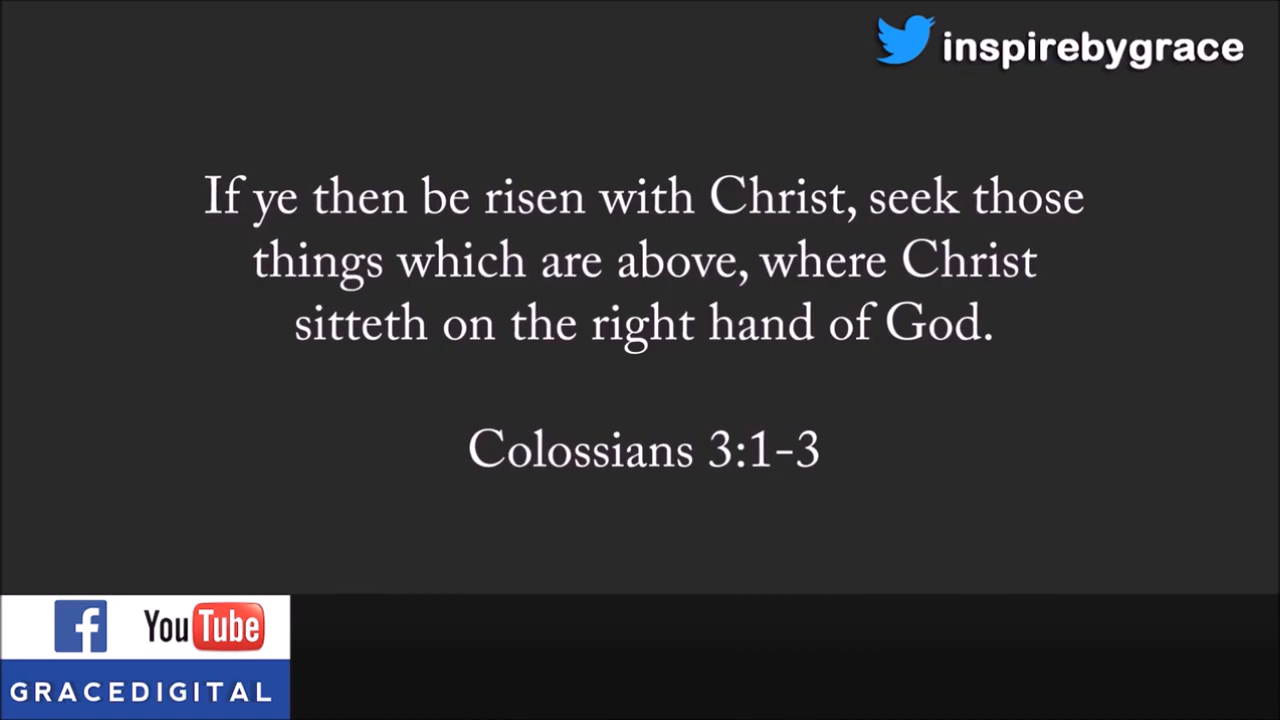 inspirebygrace
If ye then be risen with Christ, seek those
things which are above, where Christ
sitteth on the right hand of God.
Colossians 3:1-3
f YouTube
GRACEDIGITAL